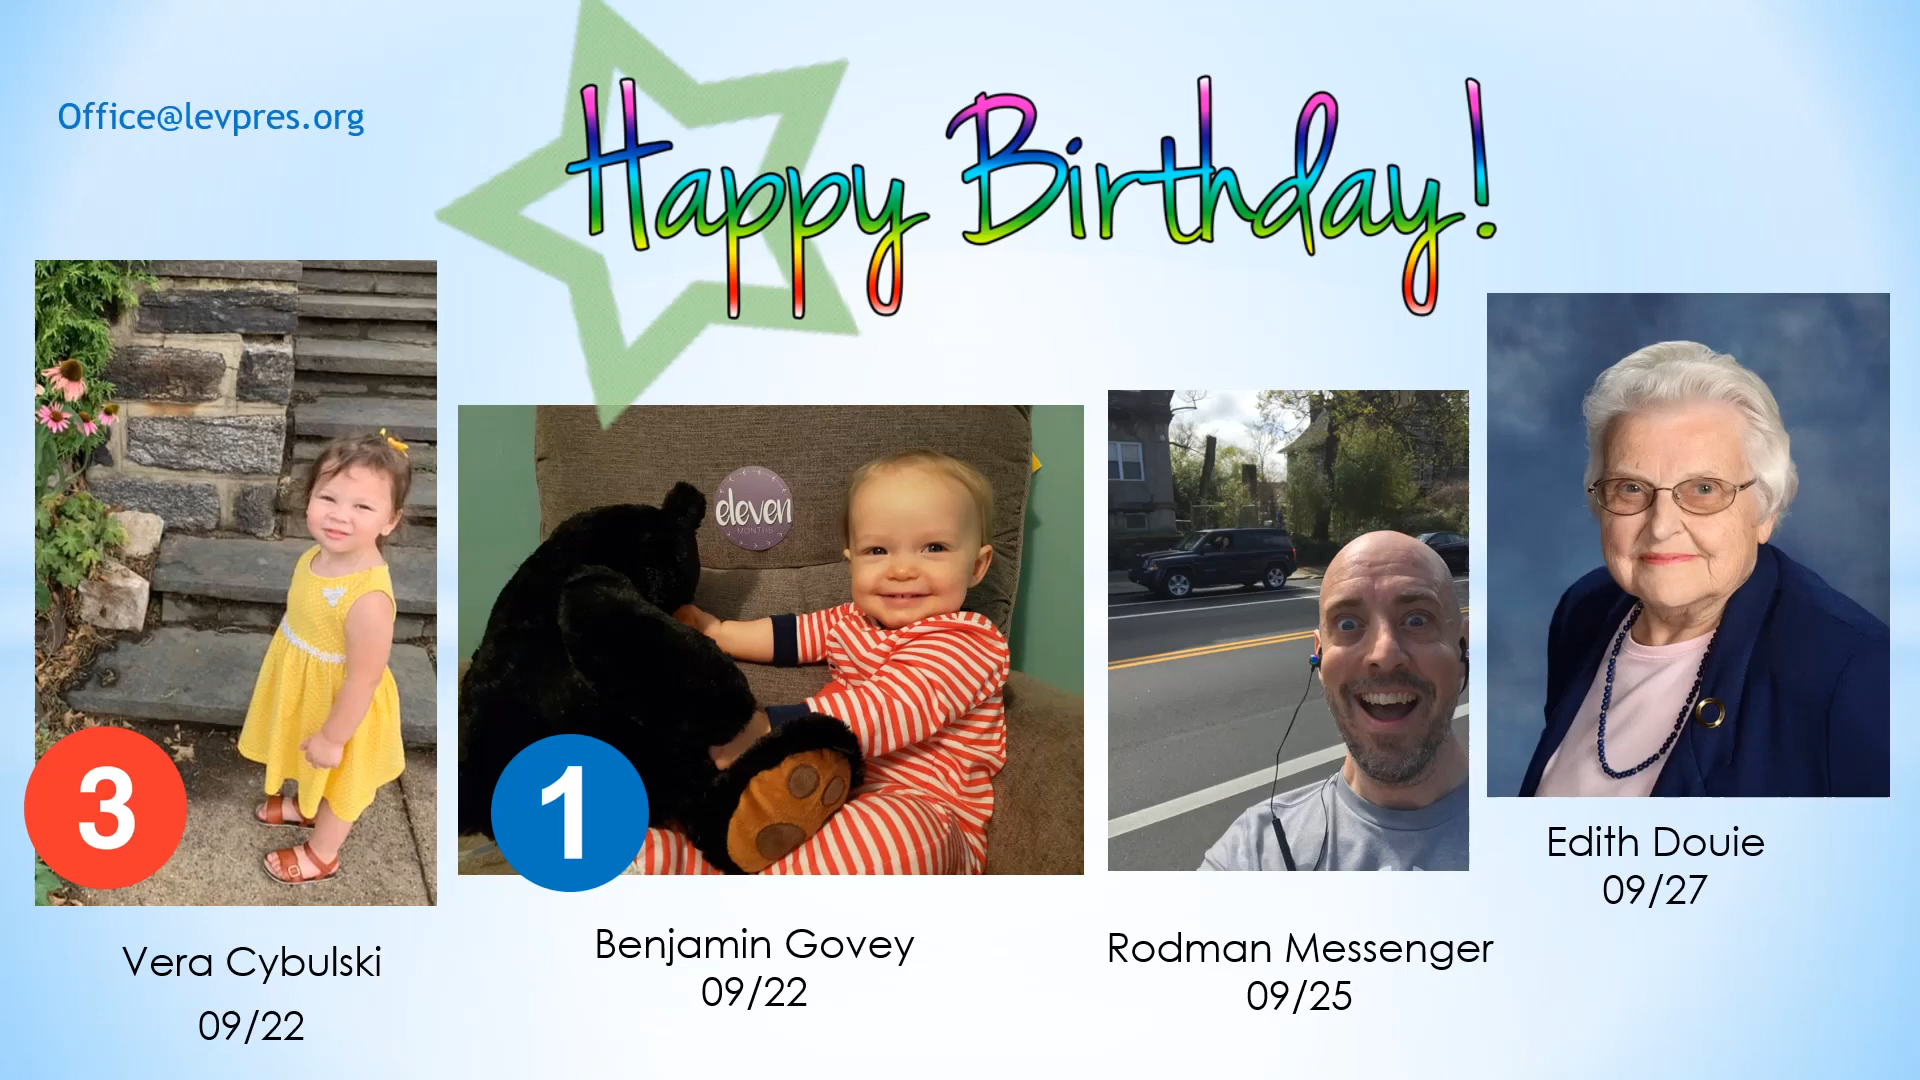 Office@levpres.org
Happy Birthday!
eleven
MONTHS
3
1
Vera Cybulski
09/22
Benjamin Govey
09/22
Rodman Messenger
09/25
Edith Douie
09/27